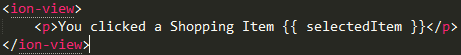 <ion-view>
<p>You clicked a Shopping Item {{ selectedItem }}</p>
</ion-view>